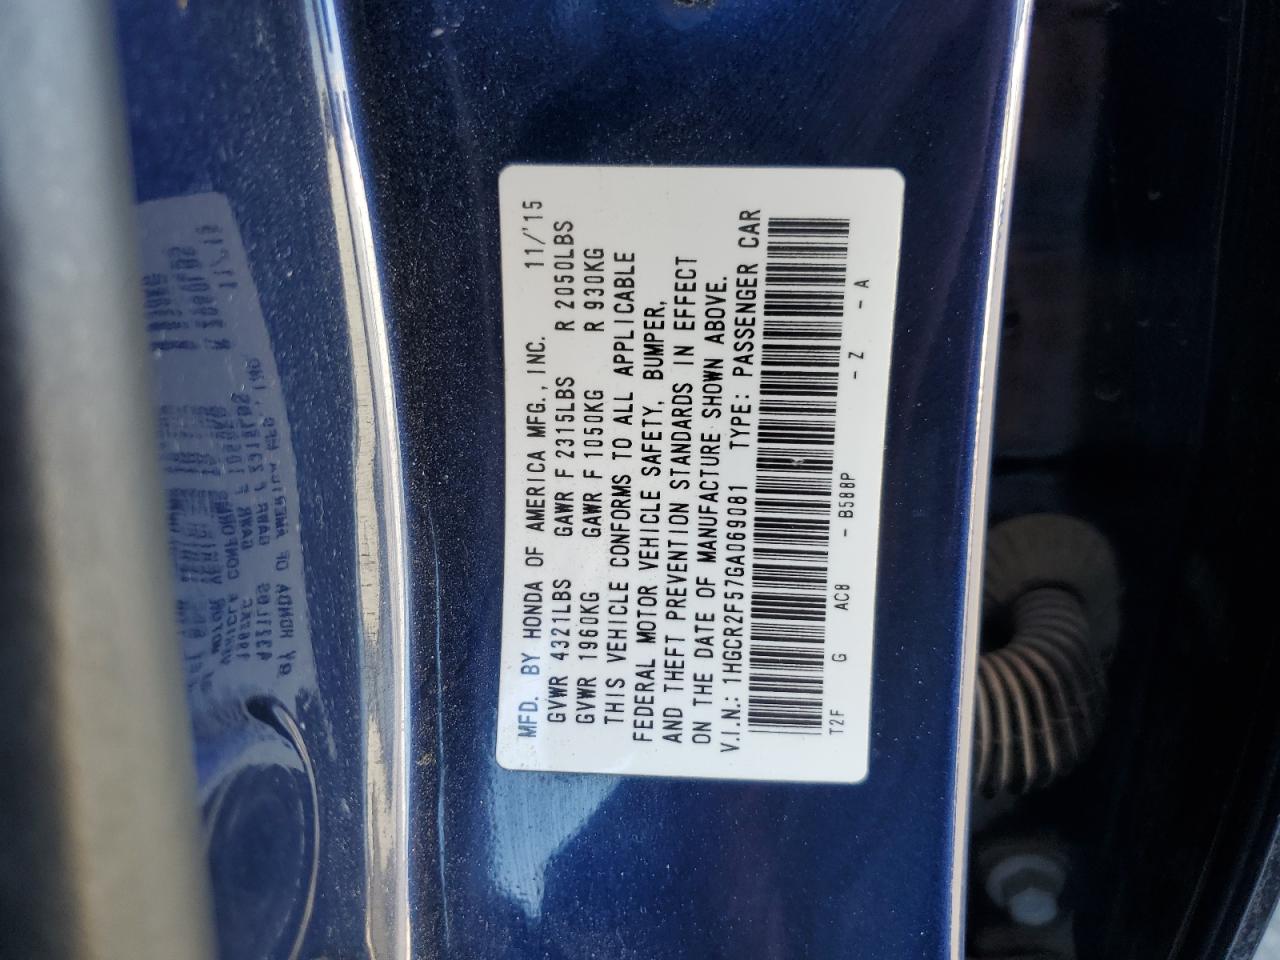 MFD. BY HONDA OF AMERICA MFG., INC. 11/'15
GVWR 4321LBS GAWR F 2315LBS R 2050LBS
GVWR 1960KG GAWR F 1050KG R 930KG
THIS VEHICLE CONFORMS TO ALL APPLICABLE
FEDERAL MOTOR VEHICLE SAFETY, BUMPER,
AND THEFT PREVENTION STANDARDS IN EFFECT
ON THE DATE OF MANUFACTURE SHOWN ABOVE.
V.I.N.: 1HGCR2F57GA069081 TYPE: PASSENGER CAR
T2F G AC8 - B588P - Z - A